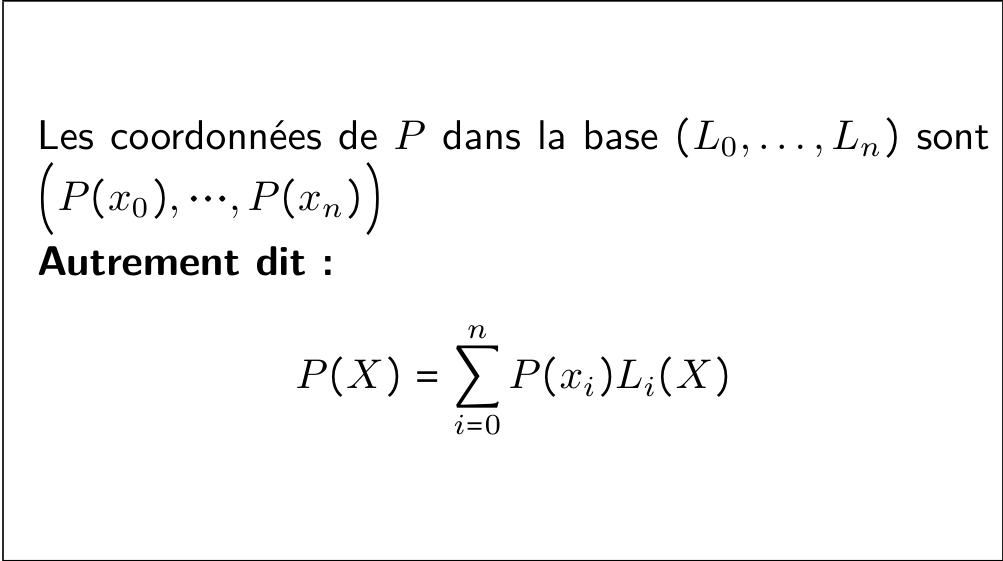 Les coordonnées de $P$ dans la base $(L_0, \ldots, L_n)$ sont
$\Big(P(x_0), \cdots, P(x_n)\Big)$
Autrement dit :
$P(X) = \sum_{i=0}^{n} P(x_i) L_i(X)$